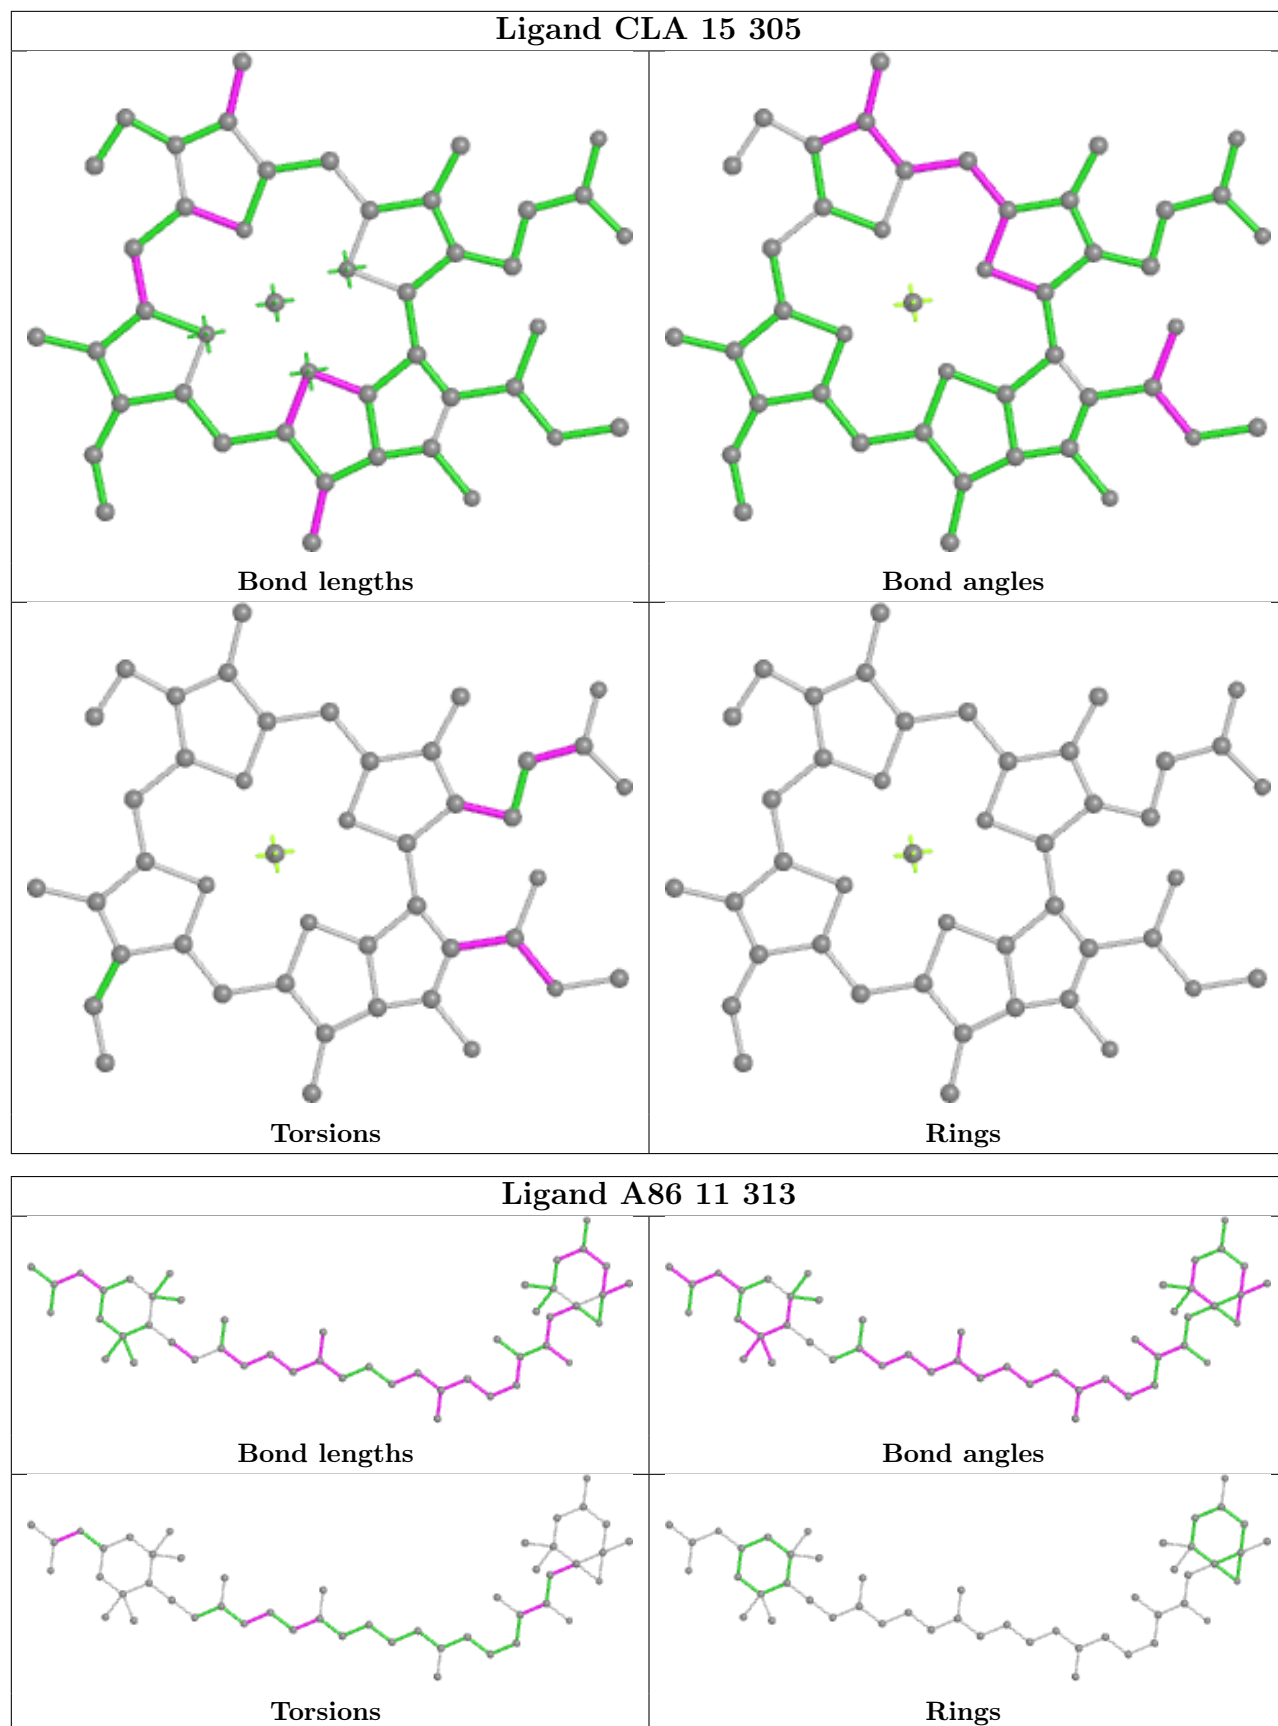 Ligand CLA 15 305
Bond lengths
Bond angles
Torsions
Rings
Ligand A86 11 313
Bond lengths
Bond angles
Torsions
Rings